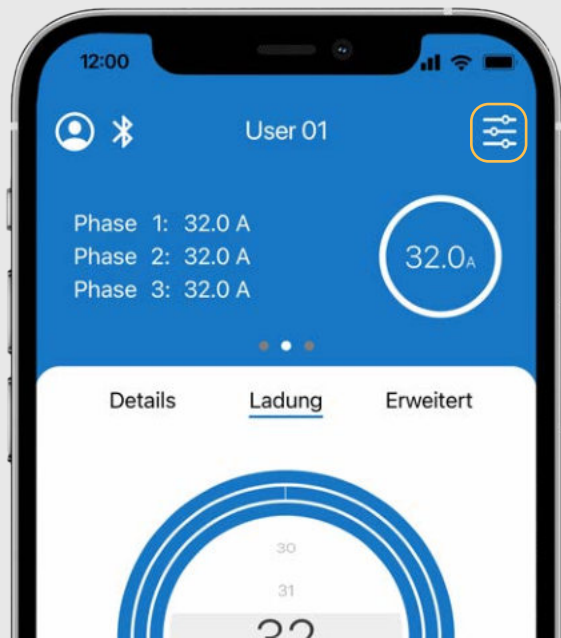 12:00
User 01
Phase 1: 32.0 A
Phase 2: 32.0 A
Phase 3: 32.0 A
32.0A
Details Ladung Erweitert
30
31
32